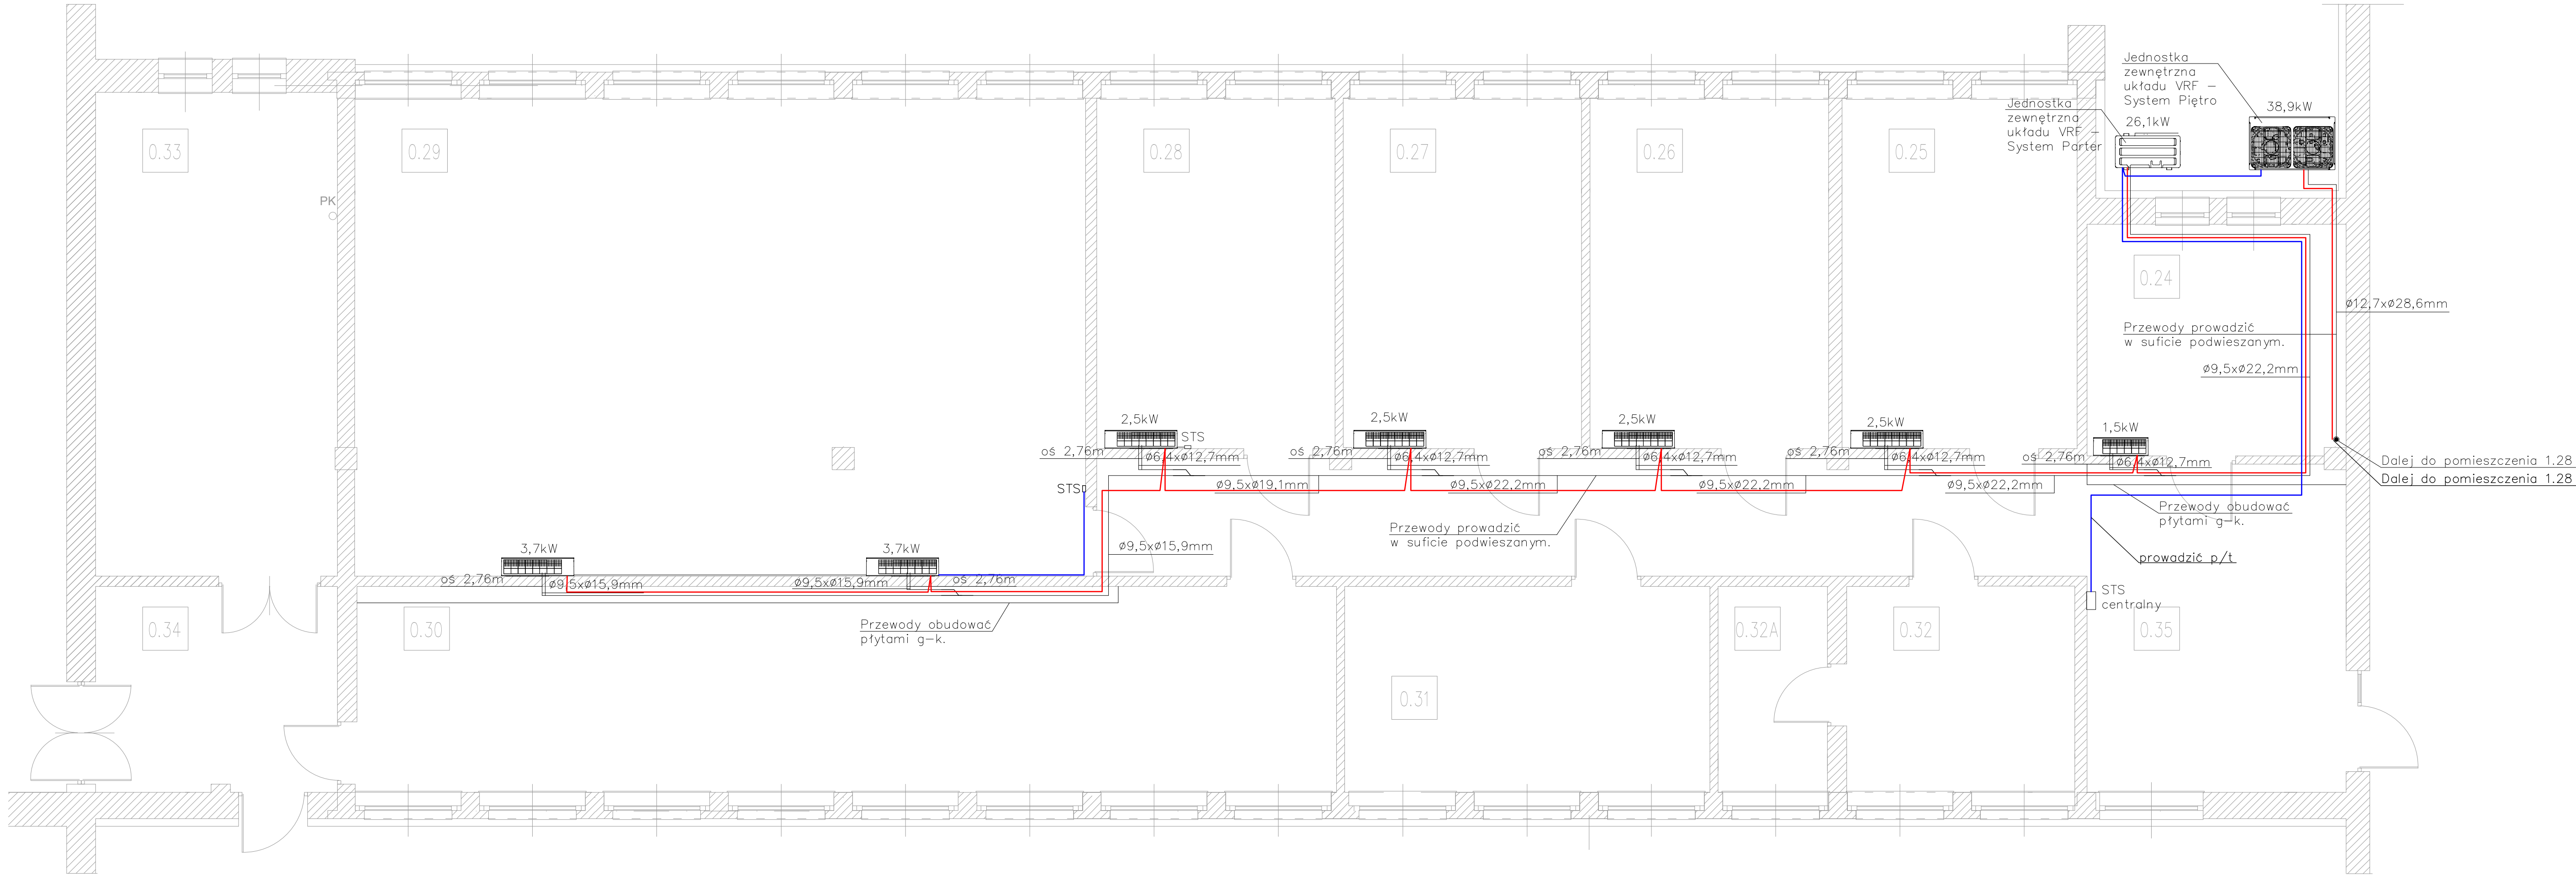 Jednostka
zewnętrzna
układu VRF –
System Piętro
38,9kW
Jednostka
zewnętrzna
układu VRF –
System Parter
26,1kW
0.33
0.29
0.28
0.27
0.26
0.25
PK
0.24
Ø12,7xØ28,6mm
Przewody prowadzić
w suficie podwieszanym.
Ø9,5xØ22,2mm
2,5kW
STS
oś 2,76m
Ø6,4xØ12,7mm
2,5kW
oś 2,76m
Ø6,4xØ12,7mm
2,5kW
oś 2,76m
Ø6,4xØ12,7mm
2,5kW
oś 2,76m
Ø6,4xØ12,7mm
1,5kW
oś 2,76m
Ø6,4xØ12,7mm
Dalej do pomieszczenia 1.28
Dalej do pomieszczenia 1.28
STS
Ø9,5xØ19,1mm
Ø9,5xØ22,2mm
Ø9,5xØ22,2mm
Ø9,5xØ22,2mm
Przewody prowadzić
w suficie podwieszanym.
Przewody obudować
płytami g–k.
Ø9,5xØ15,9mm
prowadzić p/t
3,7kW
oś 2,76m
Ø9,5xØ15,9mm
3,7kW
Ø9,5xØ15,9mm
oś 2,76m
STS
centralny
Przewody obudować
płytami g–k.
0.34
0.30
0.31
0.32A
0.32
0.35